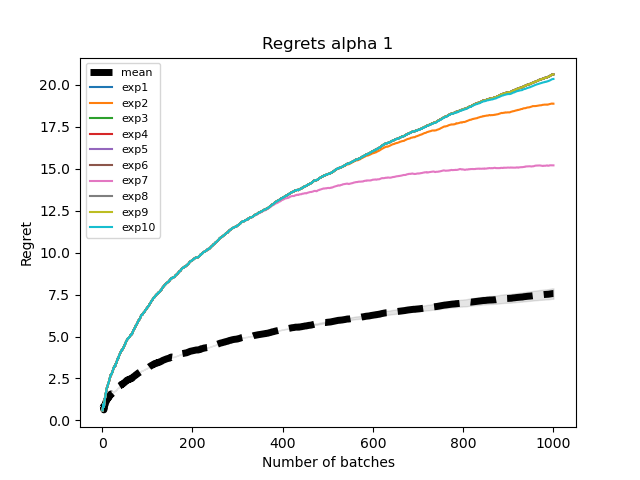 Regrets alpha 1
20.0
17.5
15.0
12.5
10.0
7.5
5.0
2.5
0.0
Regret
mean
exp1
exp2
exp3
exp4
exp5
exp6
exp7
exp8
exp9
exp10
0 200 400 600 800 1000
Number of batches